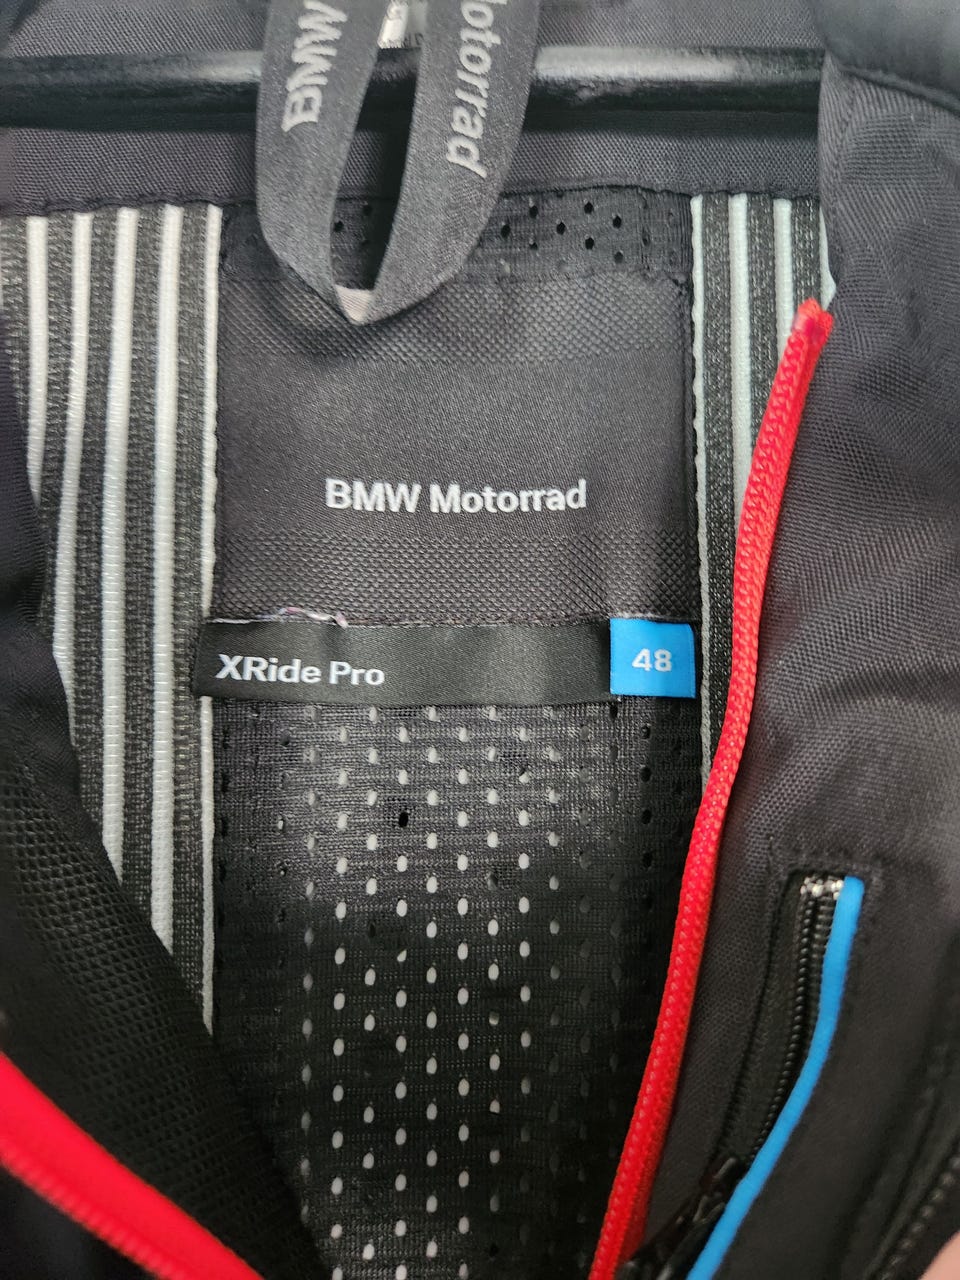 BMW
Motorrad
BMW Motorrad
XRide Pro
48